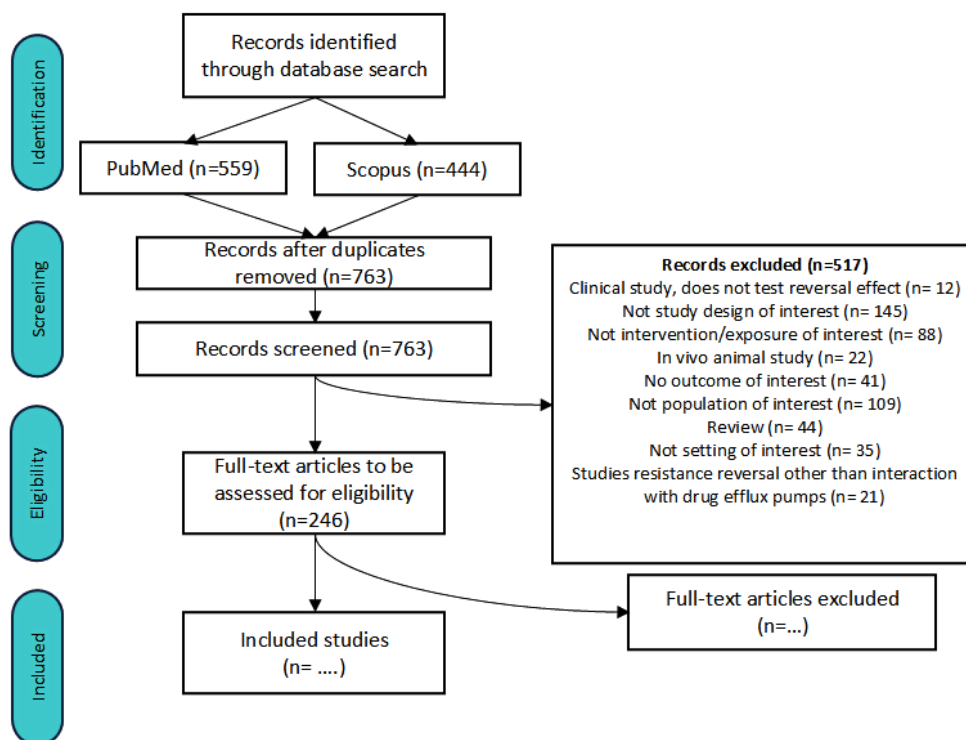 Identification
Records identified
through database search
PubMed (n=559)
Scopus (n=444)
Screening
Records after duplicates
removed (n=763)
Records screened (n=763)
Records excluded (n=517)
Clinical study, does not test reversal effect (n= 12)
Not study design of interest (n= 145)
Not intervention/exposure of interest (n= 88)
In vivo animal study (n= 22)
No outcome of interest (n= 41)
Not population of interest (n= 109)
Review (n= 44)
Not setting of interest (n= 35)
Studies resistance reversal other than interaction
with drug efflux pumps (n= 21)
Eligibility
Full-text articles to be
assessed for eligibility
(n=246)
Full-text articles excluded
(n=...)
Included
Included studies
(n= ....)